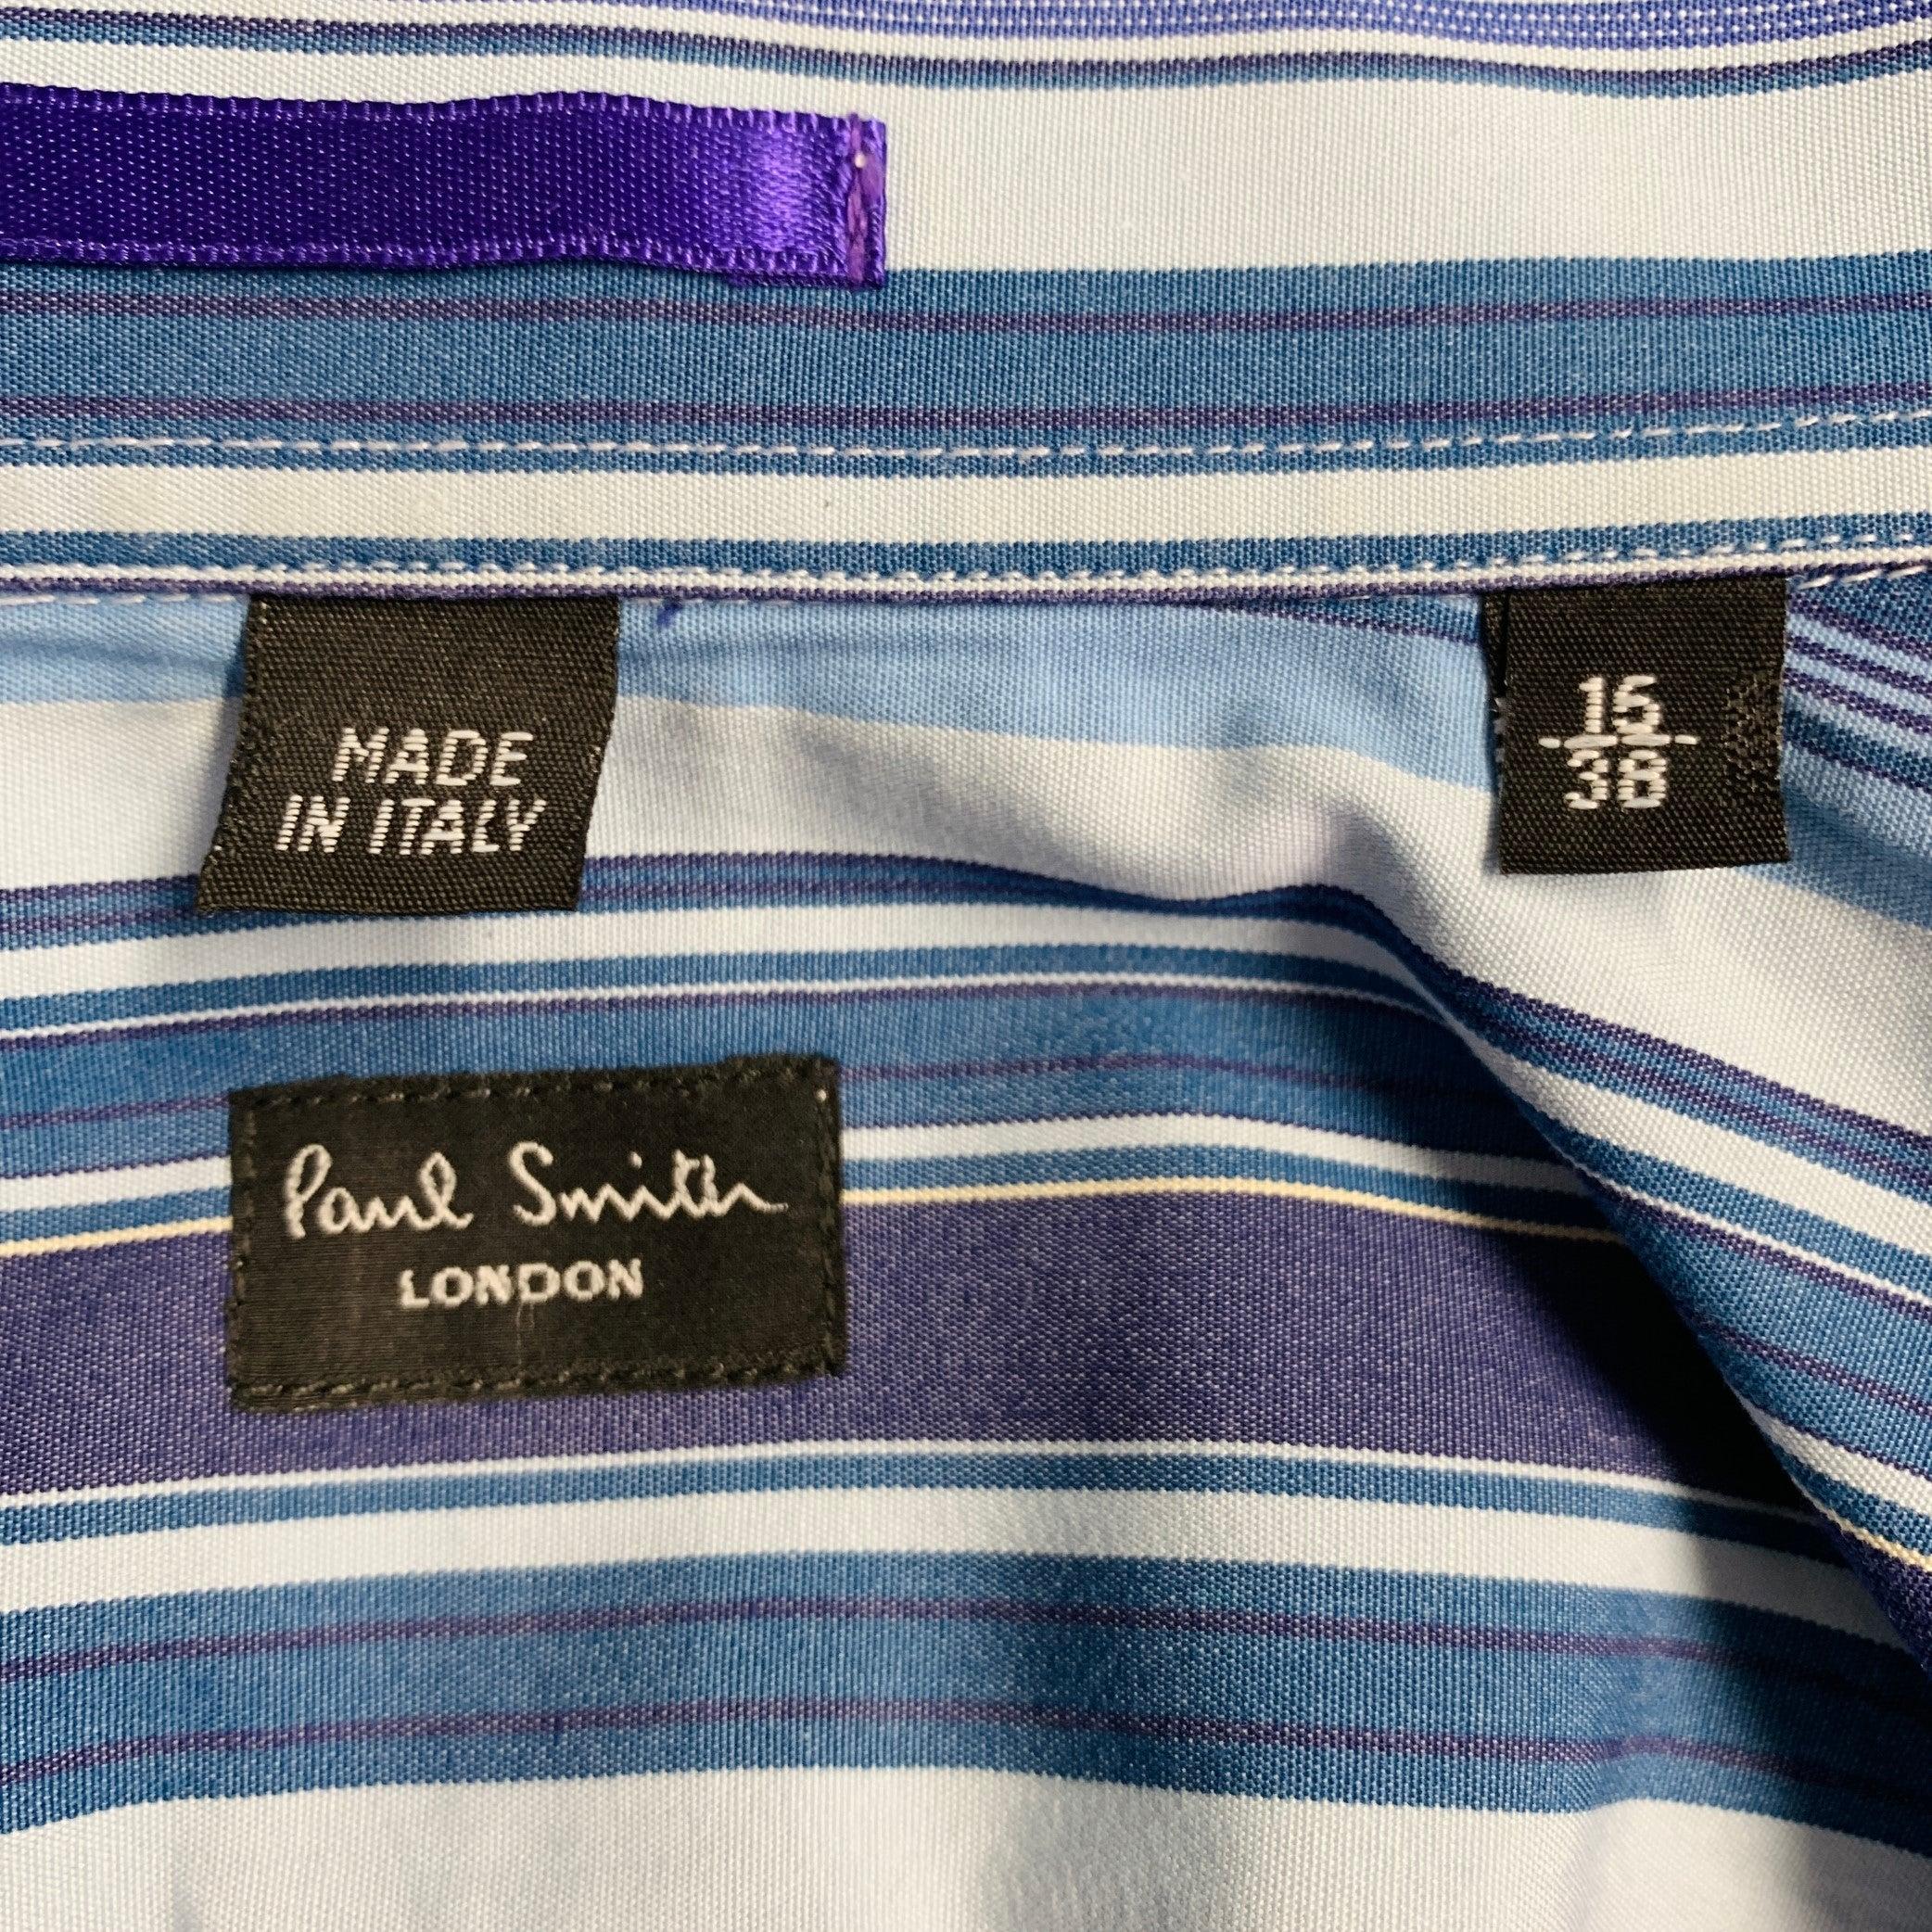 MADE
IN ITALY
15
38
Paul Smith
LONDON